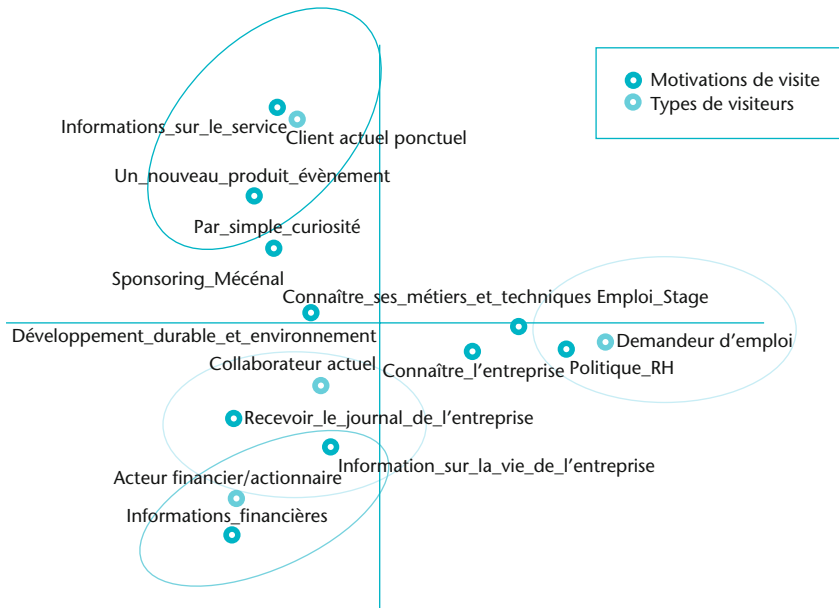 Motivations de visite
Types de visiteurs
Informations_sur_le_service
Client actuel ponctuel
Un_nouveau_produit_évènement
Par_simple_curiosité
Sponsoring_Mécénal
Connaître_ses_métiers_et_techniques Emploi_Stage
Développement_durable_et_environnement
Demandeur d’emploi
Collaborateur actuel
Connaître_l’entreprise
Politique_RH
Recevoir_le_journal_de_l’entreprise
Information_sur_la_vie_de_l’entreprise
Acteur financier/actionnaire
Informations_financières